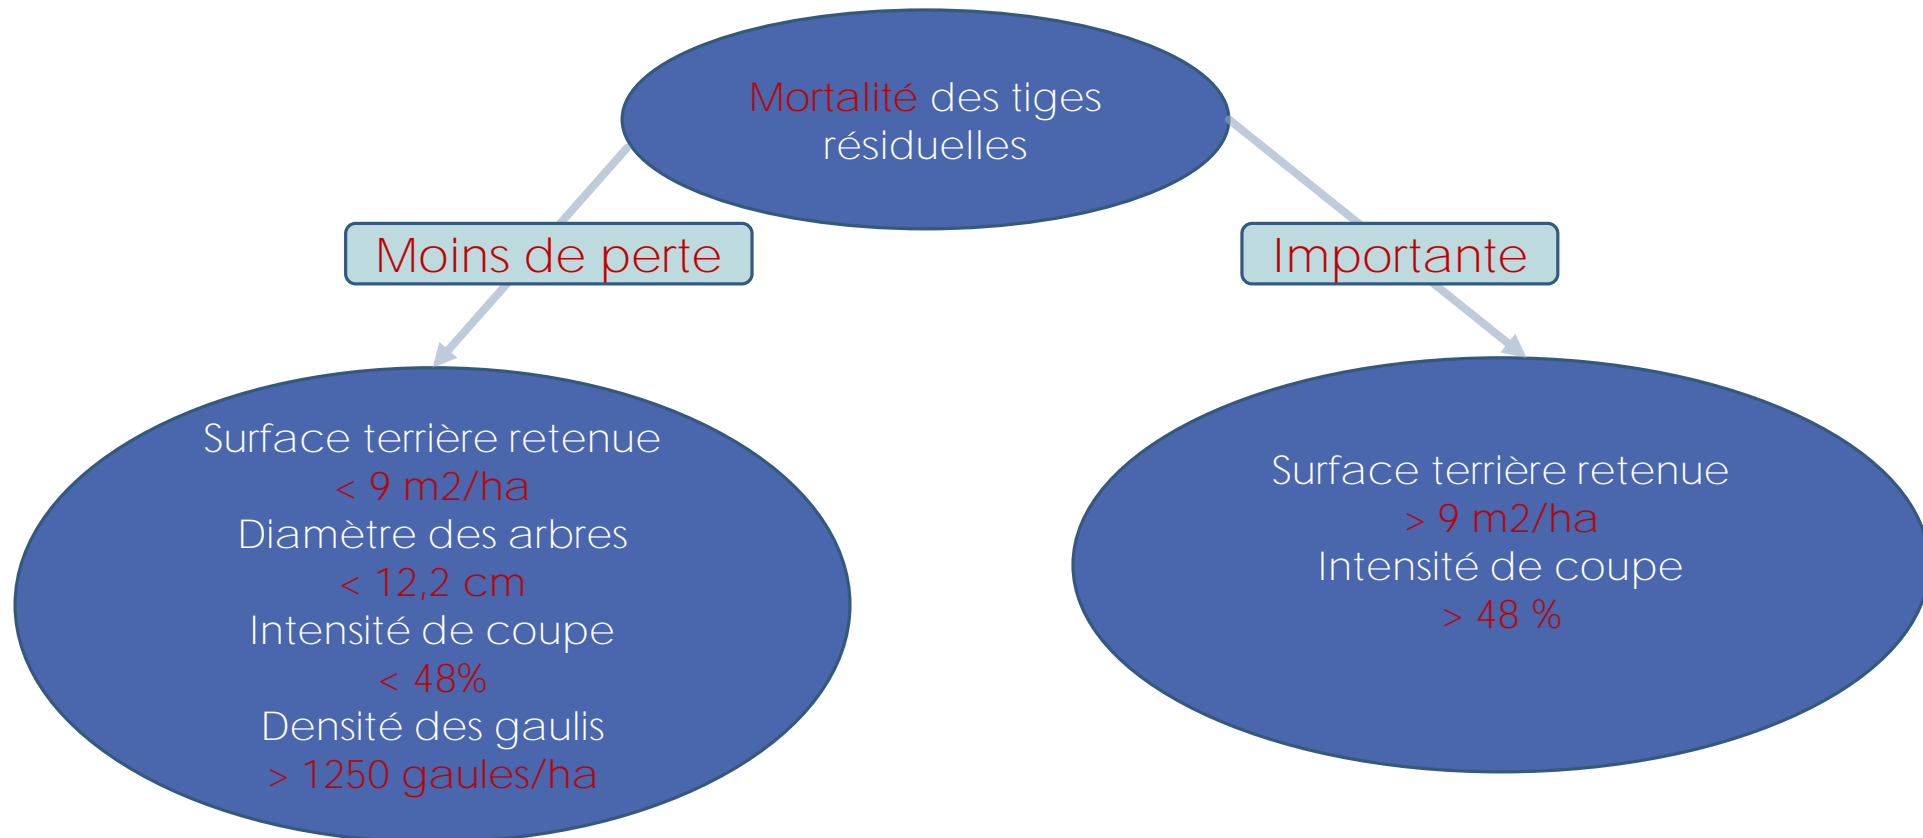 Mortalité des tiges
résiduelles
Moins de perte
Importante
Surface terrière retenue
< 9 m2/ha
Diamètre des arbres
< 12,2 cm
Intensité de coupe
< 48%
Densité des gaulis
> 1250 gaules/ha
Surface terrière retenue
> 9 m2/ha
Intensité de coupe
> 48 %